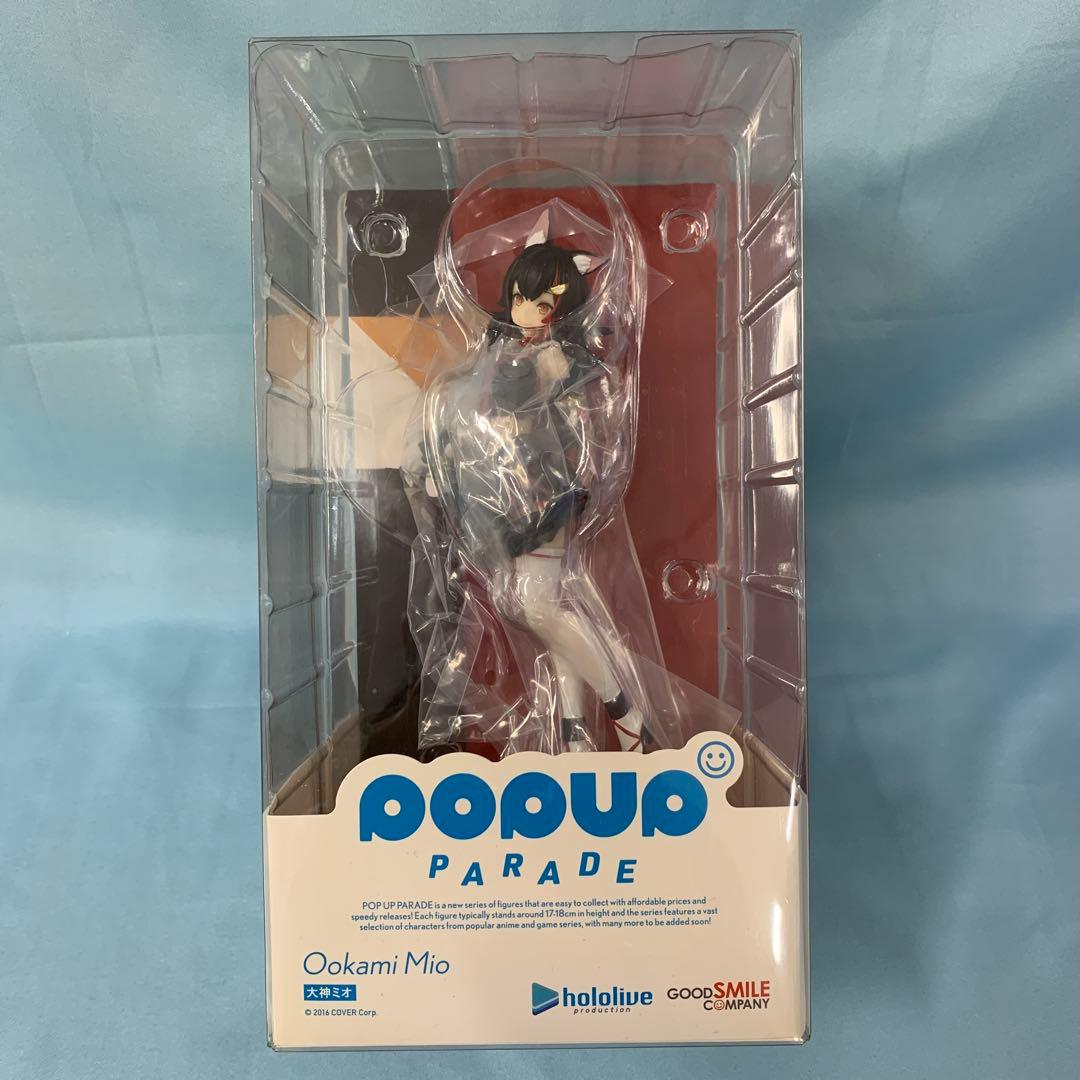 POPUP
PARADE
POP UP PARADE is a new series of figures that are easy to collect with affordable prices and
speedy releases! Each figure typically stands around 17-18cm in height and the series features a vast
selection of characters from popular anime and game series, with many more to be added soon!
Ookami Mio
大神ミオ
© 2016 COVER Corp.
hololive
production
GOOD SMILE
COMPANY